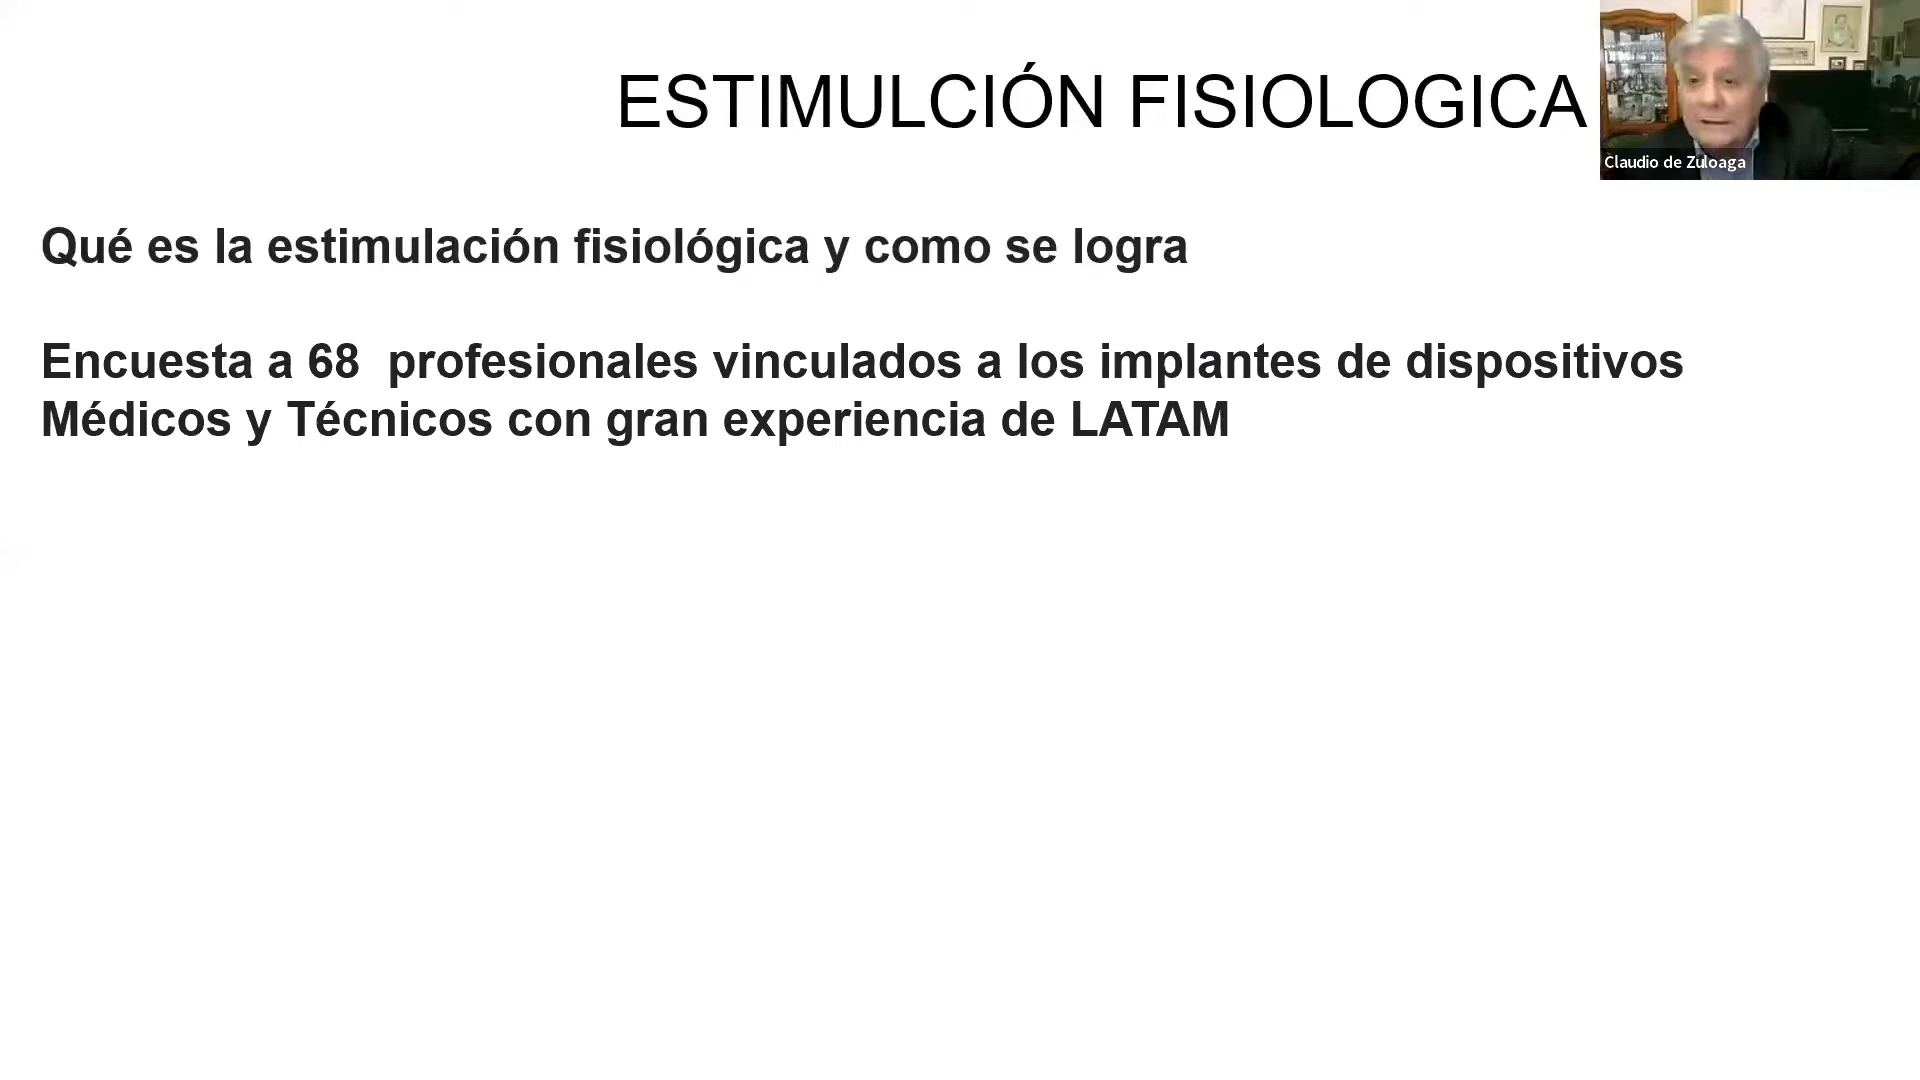 ESTIMULCIÓN FISIOLOGICA
Claudio de Zuloaga
Qué es la estimulación fisiológica y como se logra
Encuesta a 68  profesionales vinculados a los implantes de dispositivos
Médicos y Técnicos con gran experiencia de LATAM